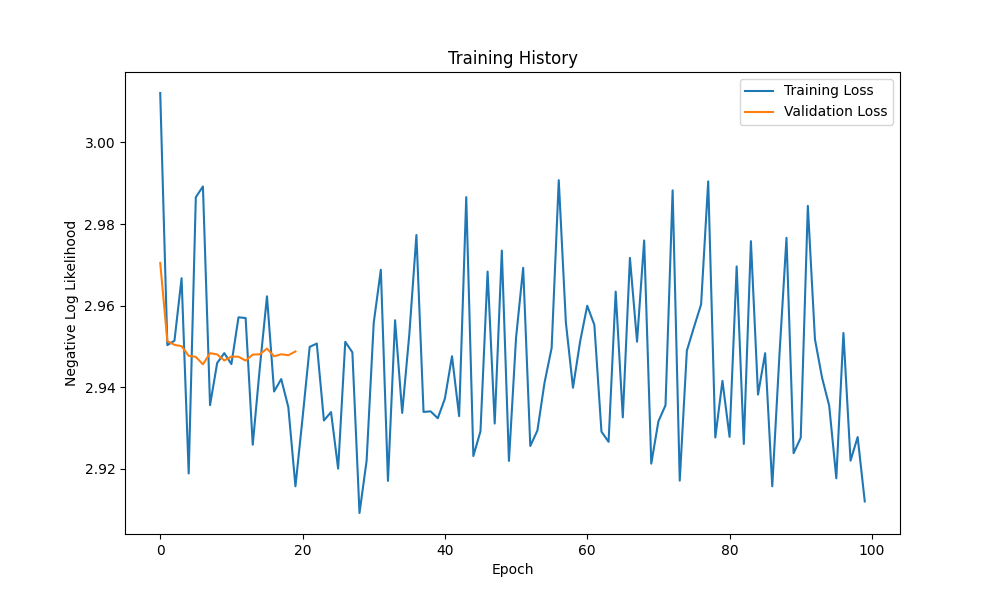 Training History
Training Loss
Validation Loss
Negative Log Likelihood
3.00
2.98
2.96
2.94
2.92
0 20 40 60 80 100
Epoch